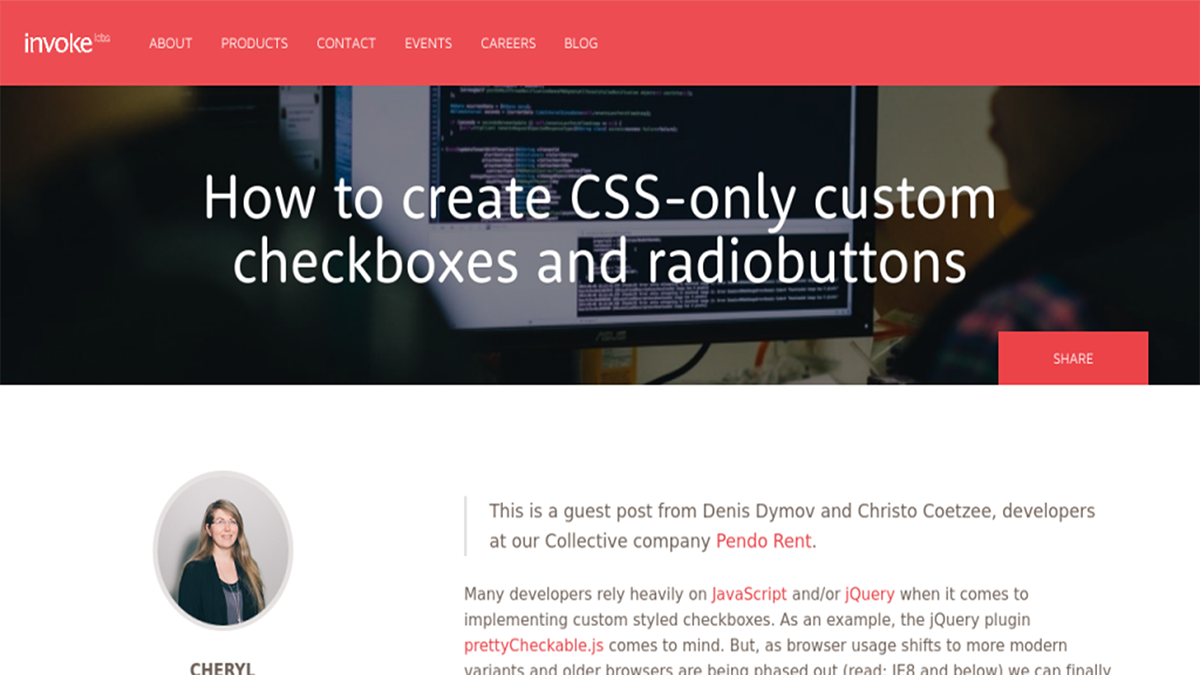 invoke labs
ABOUT PRODUCTS CONTACT EVENTS CAREERS BLOG
How to create CSS-only custom
checkboxes and radiobuttons
SHARE
This is a guest post from Denis Dymov and Christo Coetzee, developers
at our Collective company Pendo Rent.
Many developers rely heavily on JavaScript and/or jQuery when it comes to
implementing custom styled checkboxes. As an example, the jQuery plugin
prettyCheckable.js comes to mind. But, as browser usage shifts to more modern
variants and older browsers are being phased out (read: IE8 and below) we can finally
CHERYL